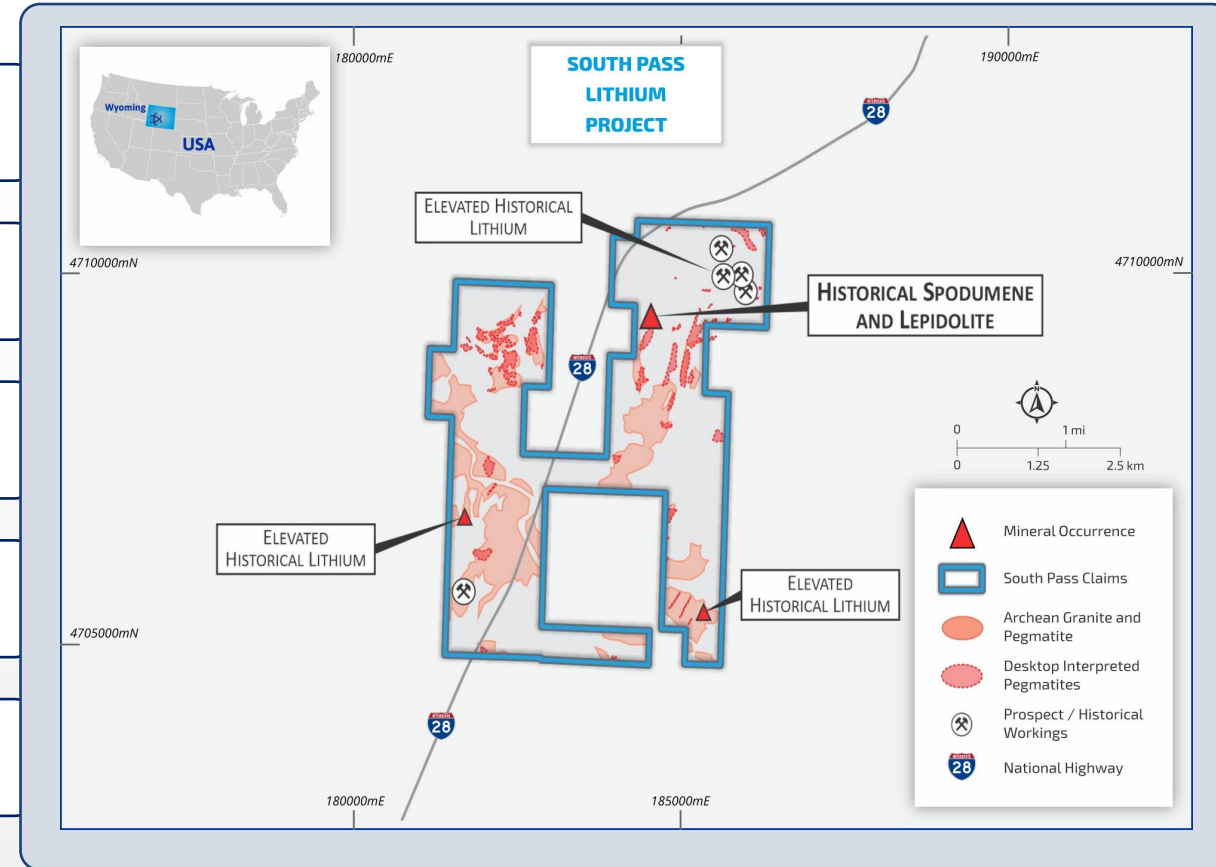 180000mE
190000mE
SOUTH PASS
LITHIUM
PROJECT
Wyoming
USA
28
ELEVATED HISTORICAL
LITHIUM
4710000mN
4710000mN
HISTORICAL SPODUMENE
AND LEPIDOLITE
28
N
0 1 mi
0 1.25 2.5 km
ELEVATED
HISTORICAL LITHIUM
ELEVATED
HISTORICAL LITHIUM
4705000mN
28
180000mE
185000mE
Mineral Occurrence
South Pass Claims
Archean Granite and
Pegmatite
Desktop Interpreted
Pegmatites
Prospect / Historical
Workings
28
National Highway